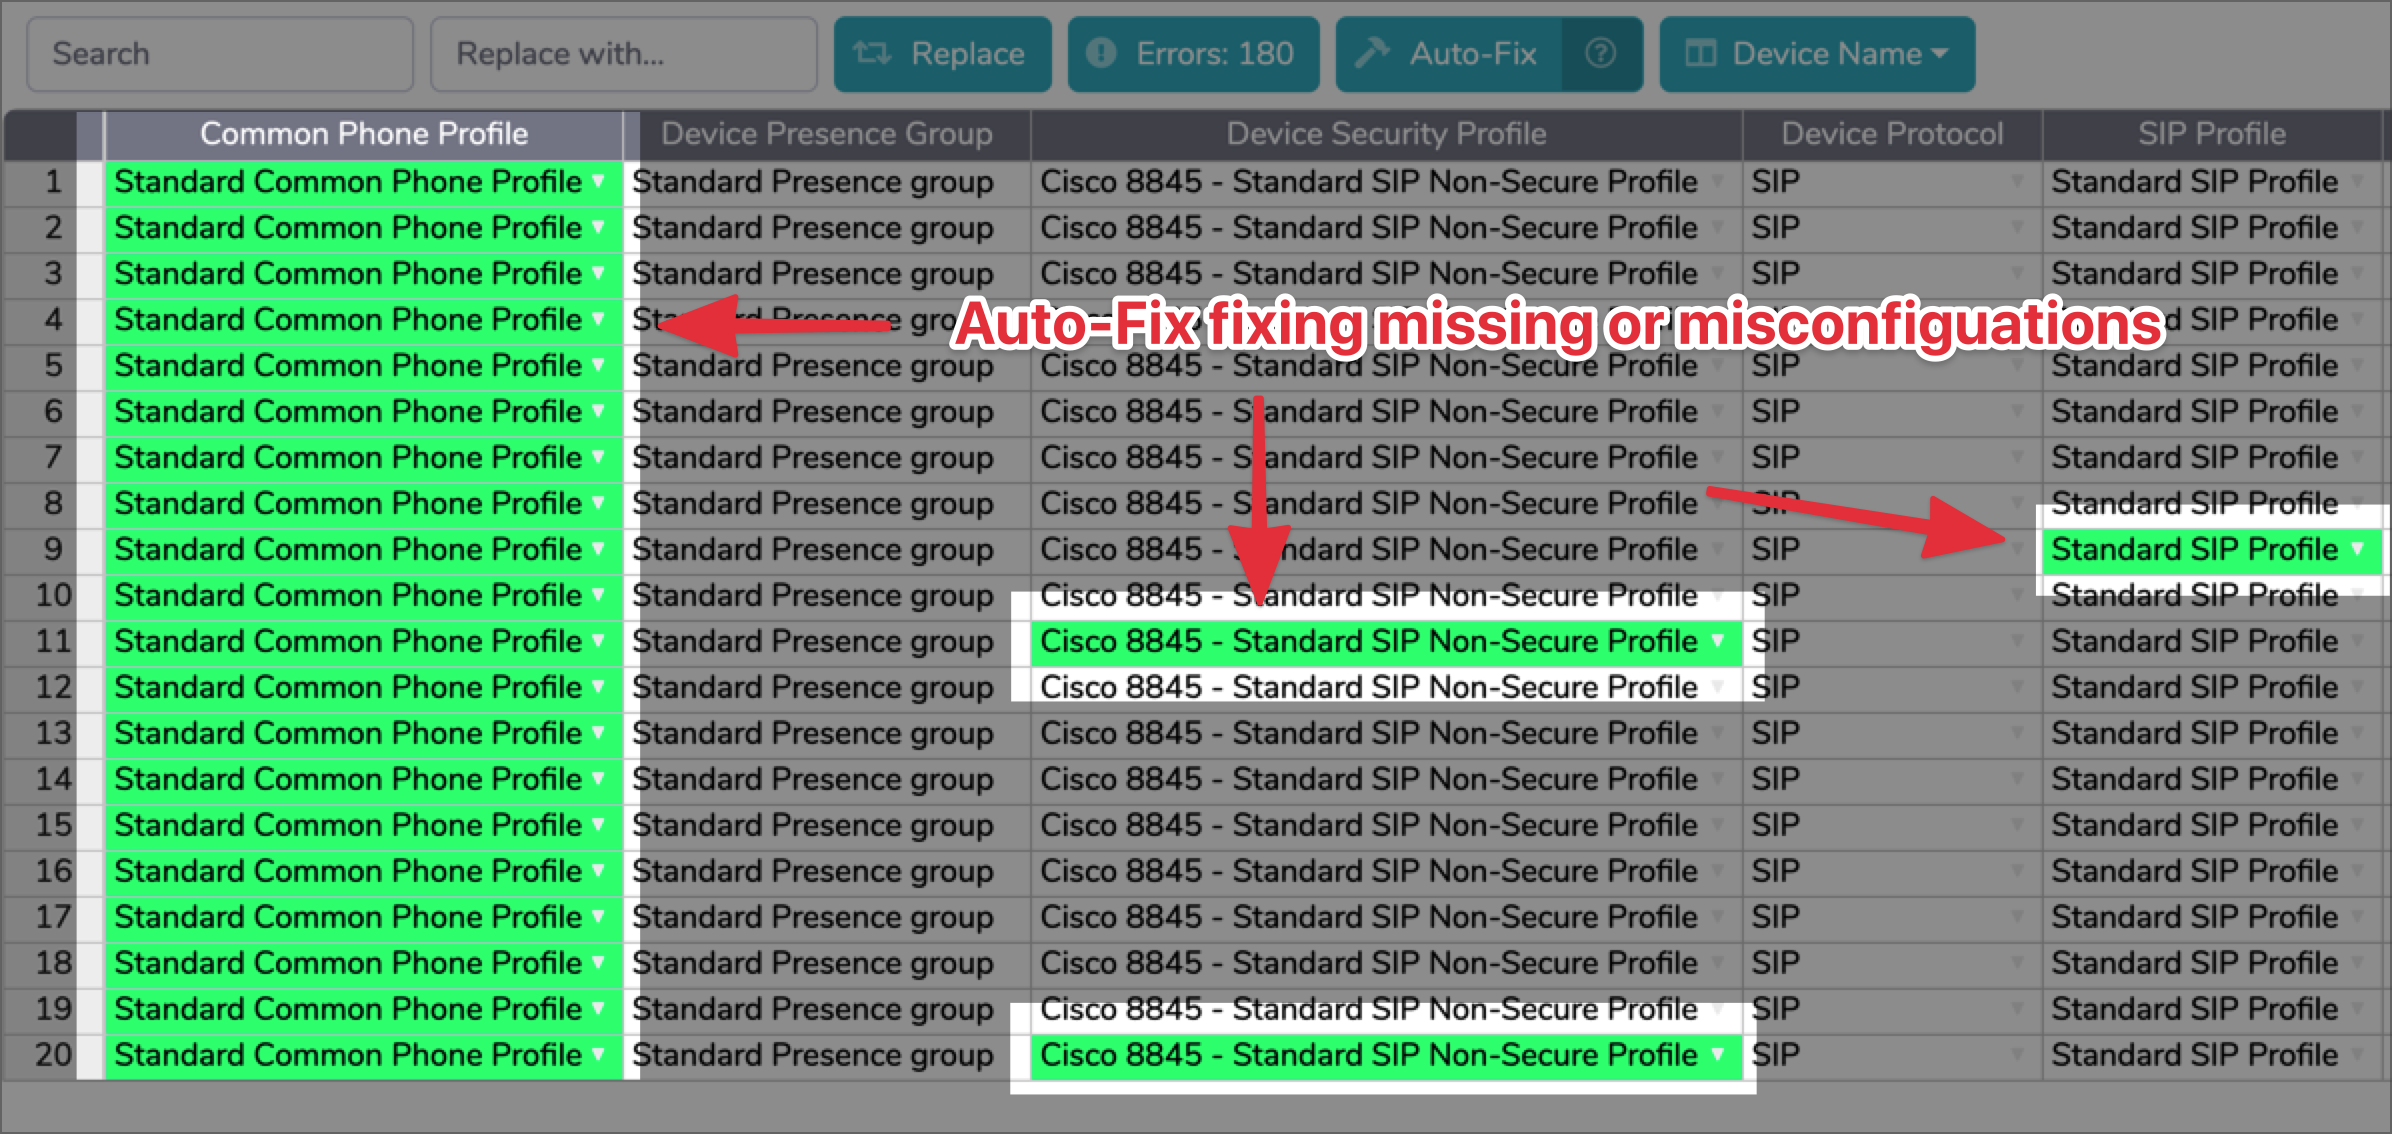 Search Replace with... Replace Errors: 180 Auto-Fix Device Name
Common Phone Profile Device Presence Group Device Security Profile Device Protocol SIP Profile
1 Standard Common Phone Profile Standard Presence group Cisco 8845 - Standard SIP Non-Secure Profile SIP Standard SIP Profile
2 Standard Common Phone Profile Standard Presence group Cisco 8845 - Standard SIP Non-Secure Profile SIP Standard SIP Profile
3 Standard Common Phone Profile Standard Presence group Cisco 8845 - Standard SIP Non-Secure Profile SIP Standard SIP Profile
4 Standard Common Phone Profile
Auto-Fix fixing missing or misconfiguations
5 Standard Common Phone Profile Standard Presence group Cisco 8845 - Standard SIP Non-Secure Profile SIP Standard SIP Profile
6 Standard Common Phone Profile Standard Presence group Cisco 8845 - Standard SIP Non-Secure Profile SIP Standard SIP Profile
7 Standard Common Phone Profile Standard Presence group Cisco 8845 - Standard SIP Non-Secure Profile SIP Standard SIP Profile
8 Standard Common Phone Profile Standard Presence group Cisco 8845 - Standard SIP Non-Secure Profile SIP Standard SIP Profile
9 Standard Common Phone Profile Standard Presence group Cisco 8845 - Standard SIP Non-Secure Profile SIP Standard SIP Profile
10 Standard Common Phone Profile Standard Presence group Cisco 8845 - Standard SIP Non-Secure Profile SIP Standard SIP Profile
11 Standard Common Phone Profile Standard Presence group Cisco 8845 - Standard SIP Non-Secure Profile SIP Standard SIP Profile
12 Standard Common Phone Profile Standard Presence group Cisco 8845 - Standard SIP Non-Secure Profile SIP Standard SIP Profile
13 Standard Common Phone Profile Standard Presence group Cisco 8845 - Standard SIP Non-Secure Profile SIP Standard SIP Profile
14 Standard Common Phone Profile Standard Presence group Cisco 8845 - Standard SIP Non-Secure Profile SIP Standard SIP Profile
15 Standard Common Phone Profile Standard Presence group Cisco 8845 - Standard SIP Non-Secure Profile SIP Standard SIP Profile
16 Standard Common Phone Profile Standard Presence group Cisco 8845 - Standard SIP Non-Secure Profile SIP Standard SIP Profile
17 Standard Common Phone Profile Standard Presence group Cisco 8845 - Standard SIP Non-Secure Profile SIP Standard SIP Profile
18 Standard Common Phone Profile Standard Presence group Cisco 8845 - Standard SIP Non-Secure Profile SIP Standard SIP Profile
19 Standard Common Phone Profile Standard Presence group Cisco 8845 - Standard SIP Non-Secure Profile SIP Standard SIP Profile
20 Standard Common Phone Profile Standard Presence group Cisco 8845 - Standard SIP Non-Secure Profile SIP Standard SIP Profile